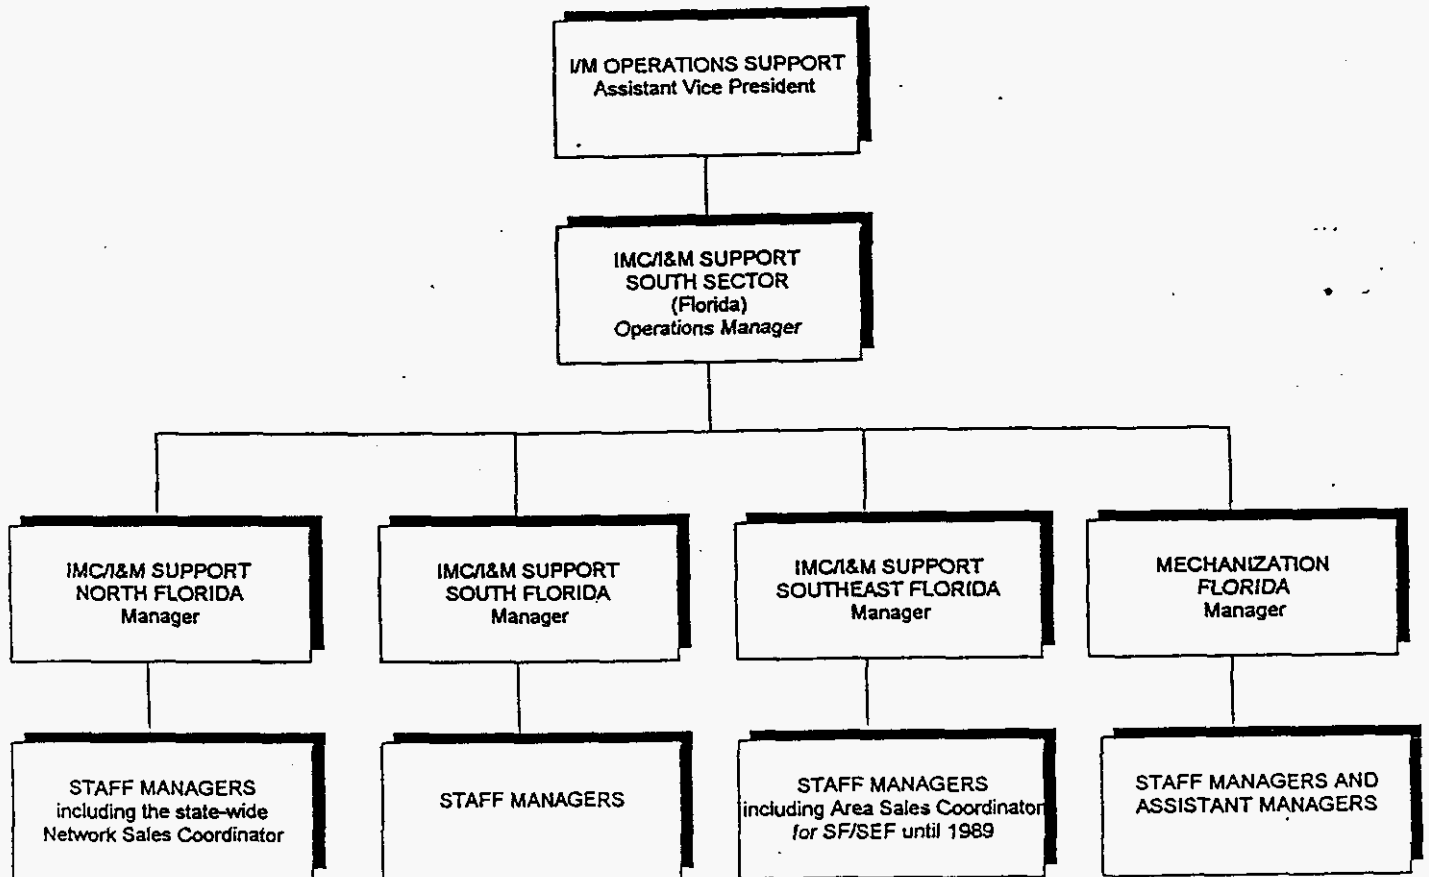 I/M OPERATIONS SUPPORT
Assistant Vice President
IMC/I&M SUPPORT
SOUTH SECTOR
(Florida)
Operations Manager
IMC/I&M SUPPORT
NORTH FLORIDA
Manager
IMC/I&M SUPPORT
SOUTH FLORIDA
Manager
IMC/I&M SUPPORT
SOUTHEAST FLORIDA
Manager
MECHANIZATION
FLORIDA
Manager
STAFF MANAGERS
including the state-wide
Network Sales Coordinator
STAFF MANAGERS
STAFF MANAGERS
including Area Sales Coordinator
for SF/SEF until 1989
STAFF MANAGERS AND
ASSISTANT MANAGERS